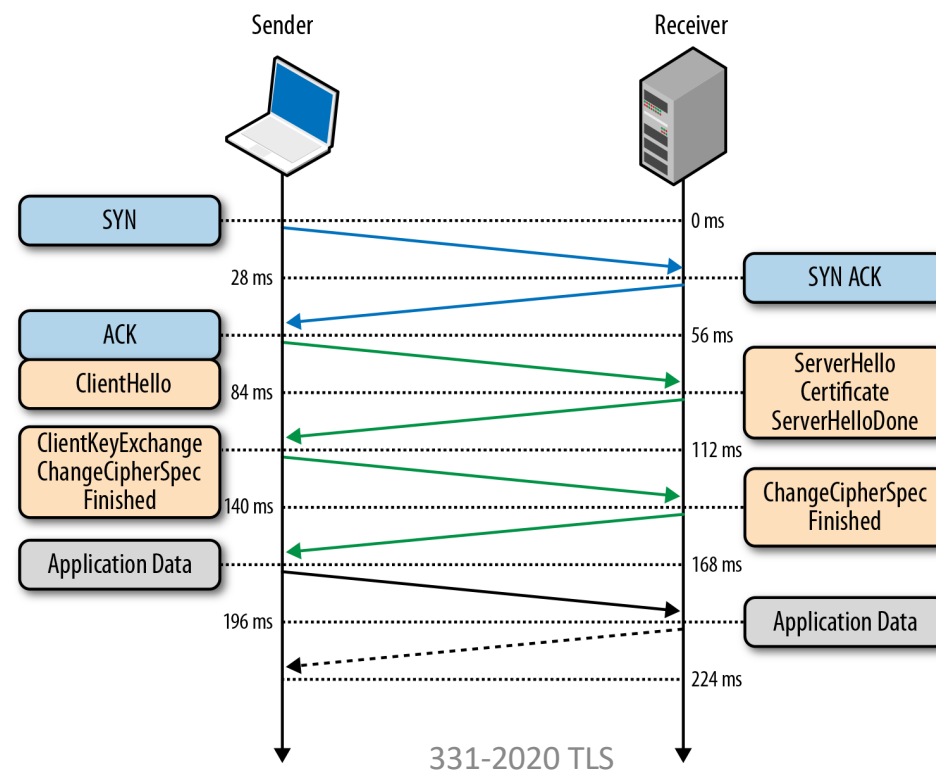 Sender
Receiver
SYN
0 ms
28 ms
SYN ACK
ACK
56 ms
ClientHello
84 ms
ServerHello
Certificate
ServerHelloDone
ClientKeyExchange
ChangeCipherSpec
Finished
112 ms
140 ms
ChangeCipherSpec
Finished
Application Data
168 ms
196 ms
Application Data
224 ms
331-2020 TLS